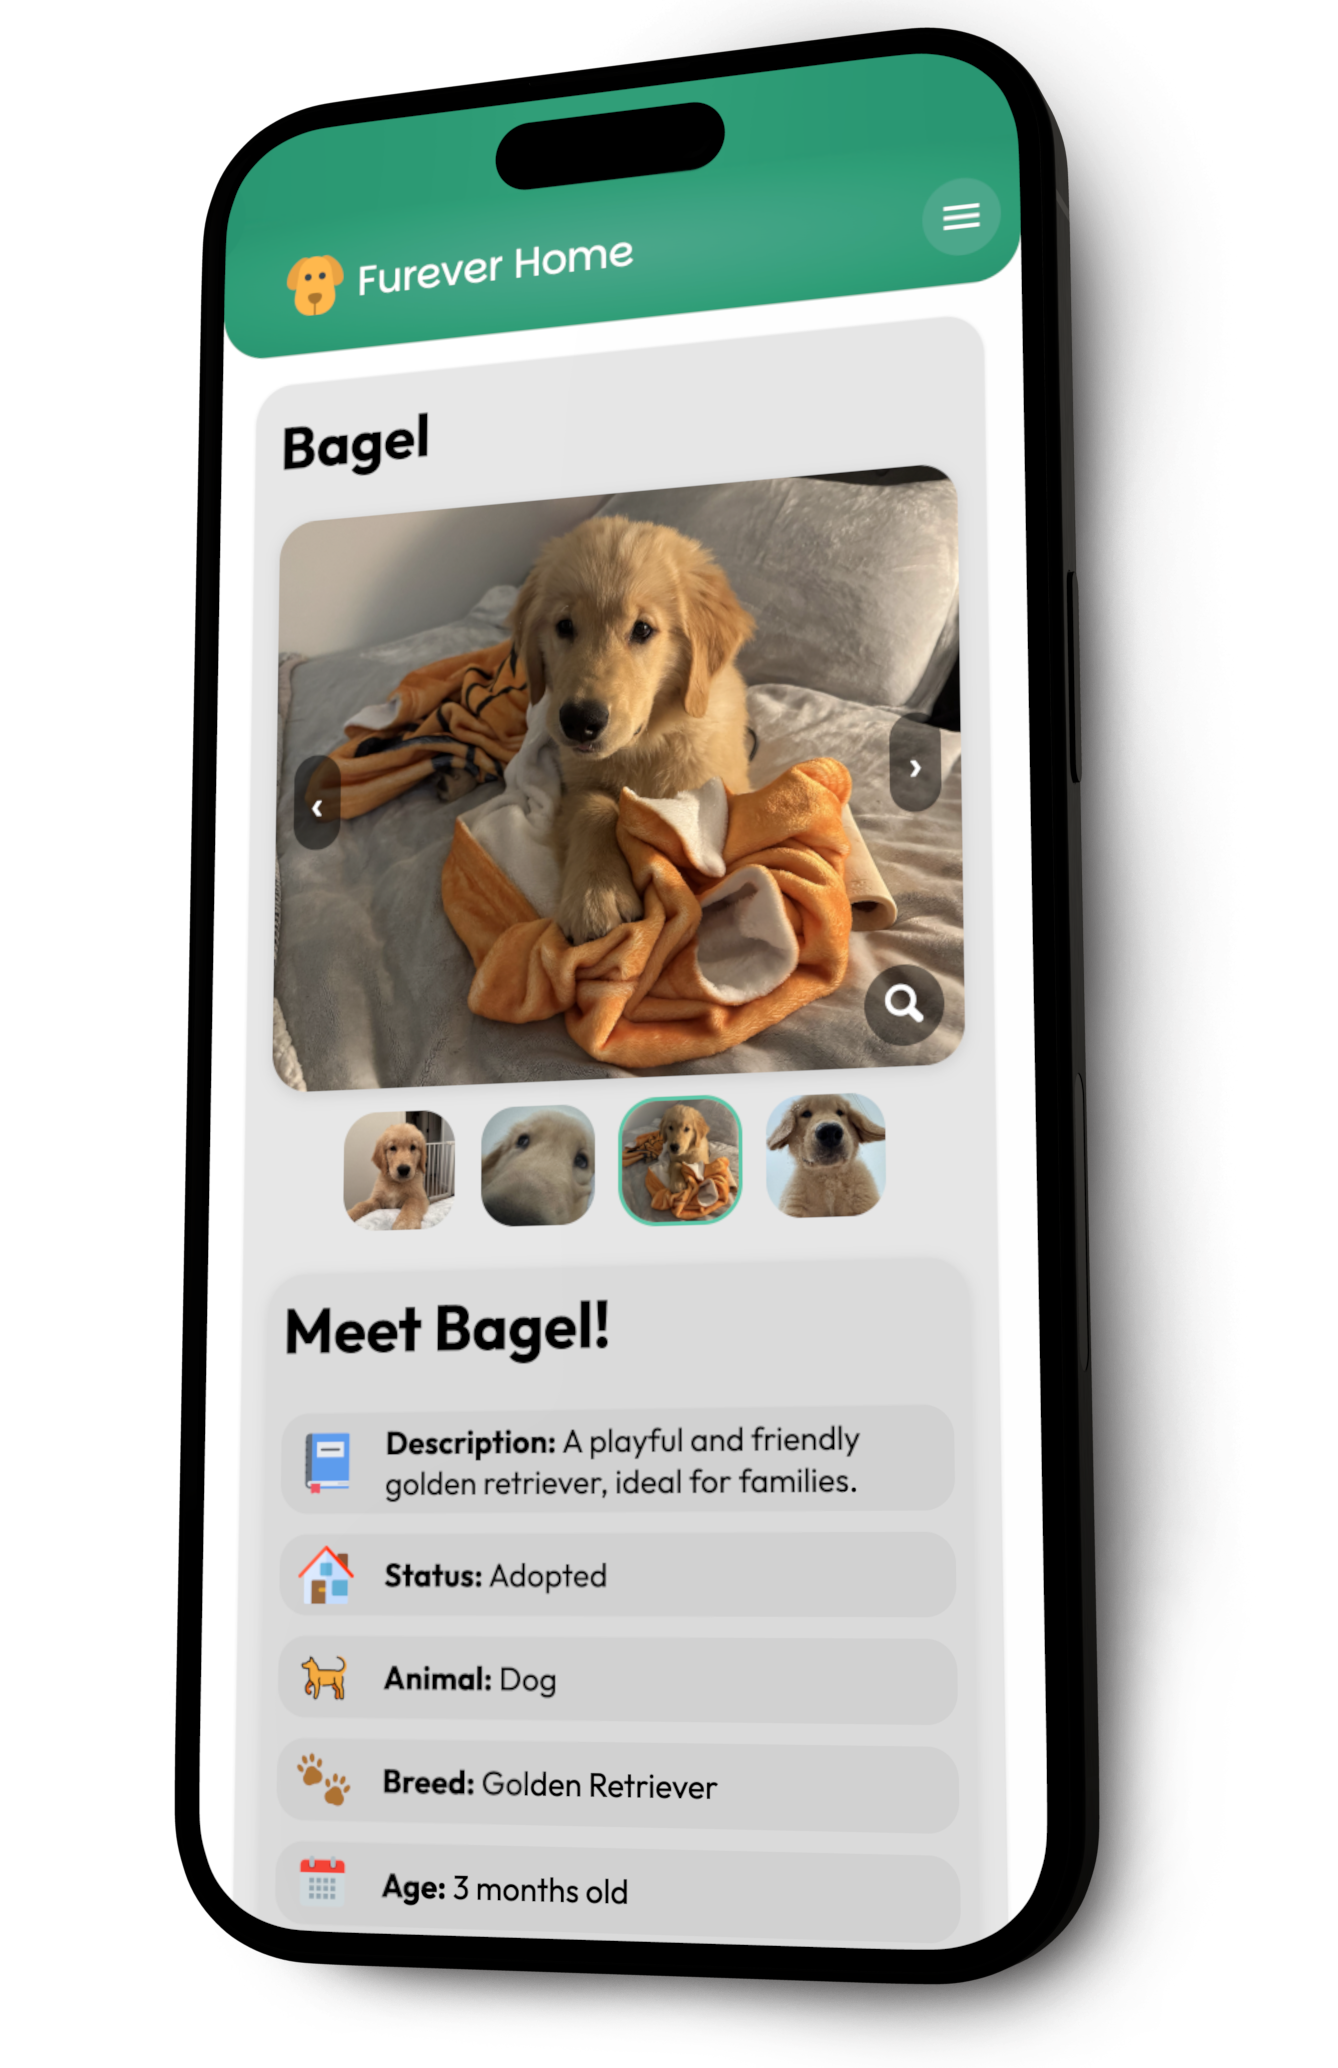 Furever Home
Bagel
Meet Bagel!
Description: A playful and friendly
golden retriever, ideal for families.
Status: Adopted
Animal: Dog
Breed: Golden Retriever
Age: 3 months old